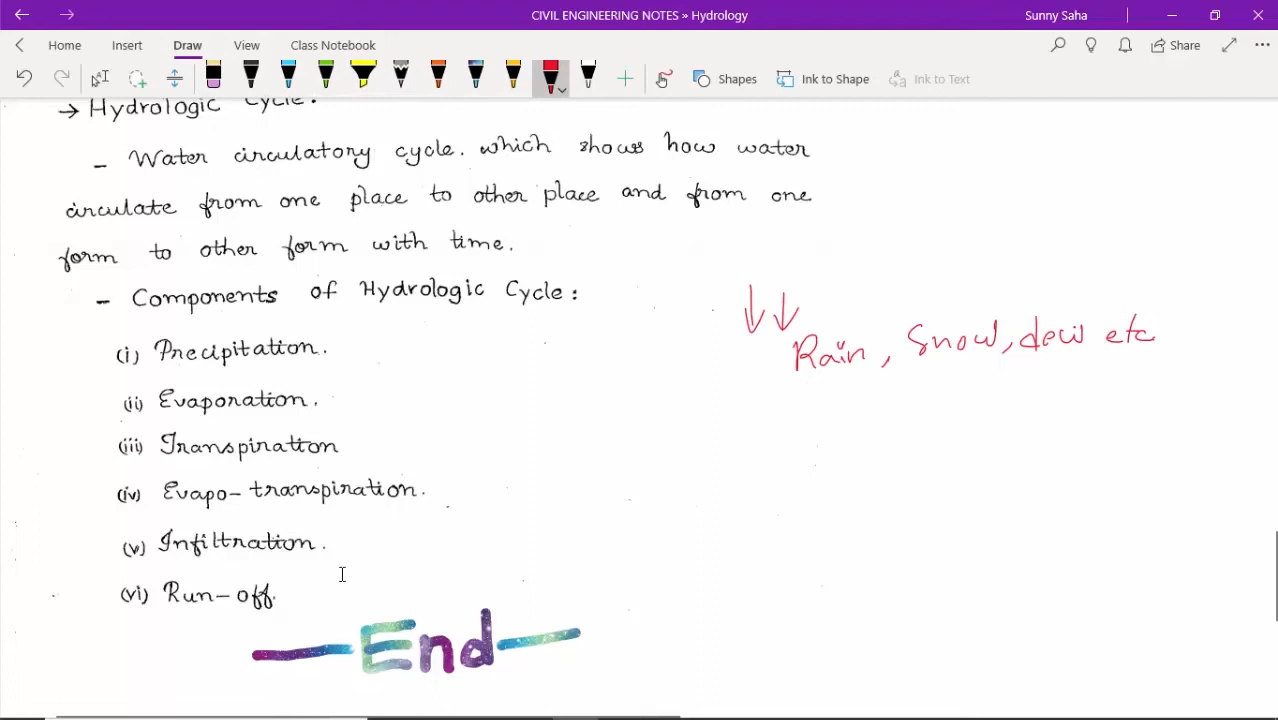 CIVIL ENGINEERING NOTES » Hydrology
Sunny Saha
Home Insert Draw View Class Notebook
Share
Shapes Ink to Shape Ink to Text
→ Hydrologic Cycle:
- Water circulatory cycle. which shows how water
circulate from one place to other place and from one
form to other form with time.
- Components of Hydrologic Cycle:
(i) Precipitation.
(ii) Evaporation.
(iii) Transpiration
(iv) Evapo-transpiration.
(v) Infiltration.
(vi) Run-off.
Rain, Snow, dew etc
End